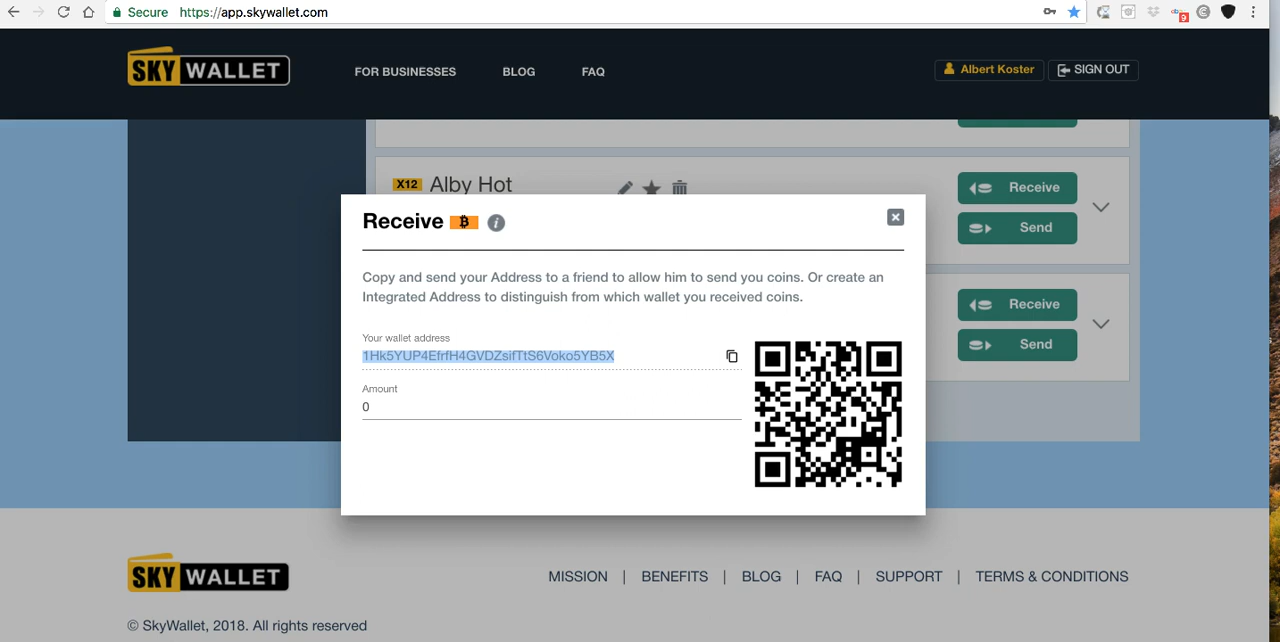 Secure https://app.skywallet.com
9
SKY WALLET FOR BUSINESSES BLOG FAQ Albert Koster SIGN OUT
X12 Alby Hot
Receive
Send
Receive
Copy and send your Address to a friend to allow him to send you coins. Or create an
Integrated Address to distinguish from which wallet you received coins.
Receive
Your wallet address
1Hk5YUP4EfrfH4GVDZsifTtS6Voko5YB5X
Send
Amount
0
SKY WALLET MISSION | BENEFITS | BLOG | FAQ | SUPPORT | TERMS & CONDITIONS
© SkyWallet, 2018. All rights reserved